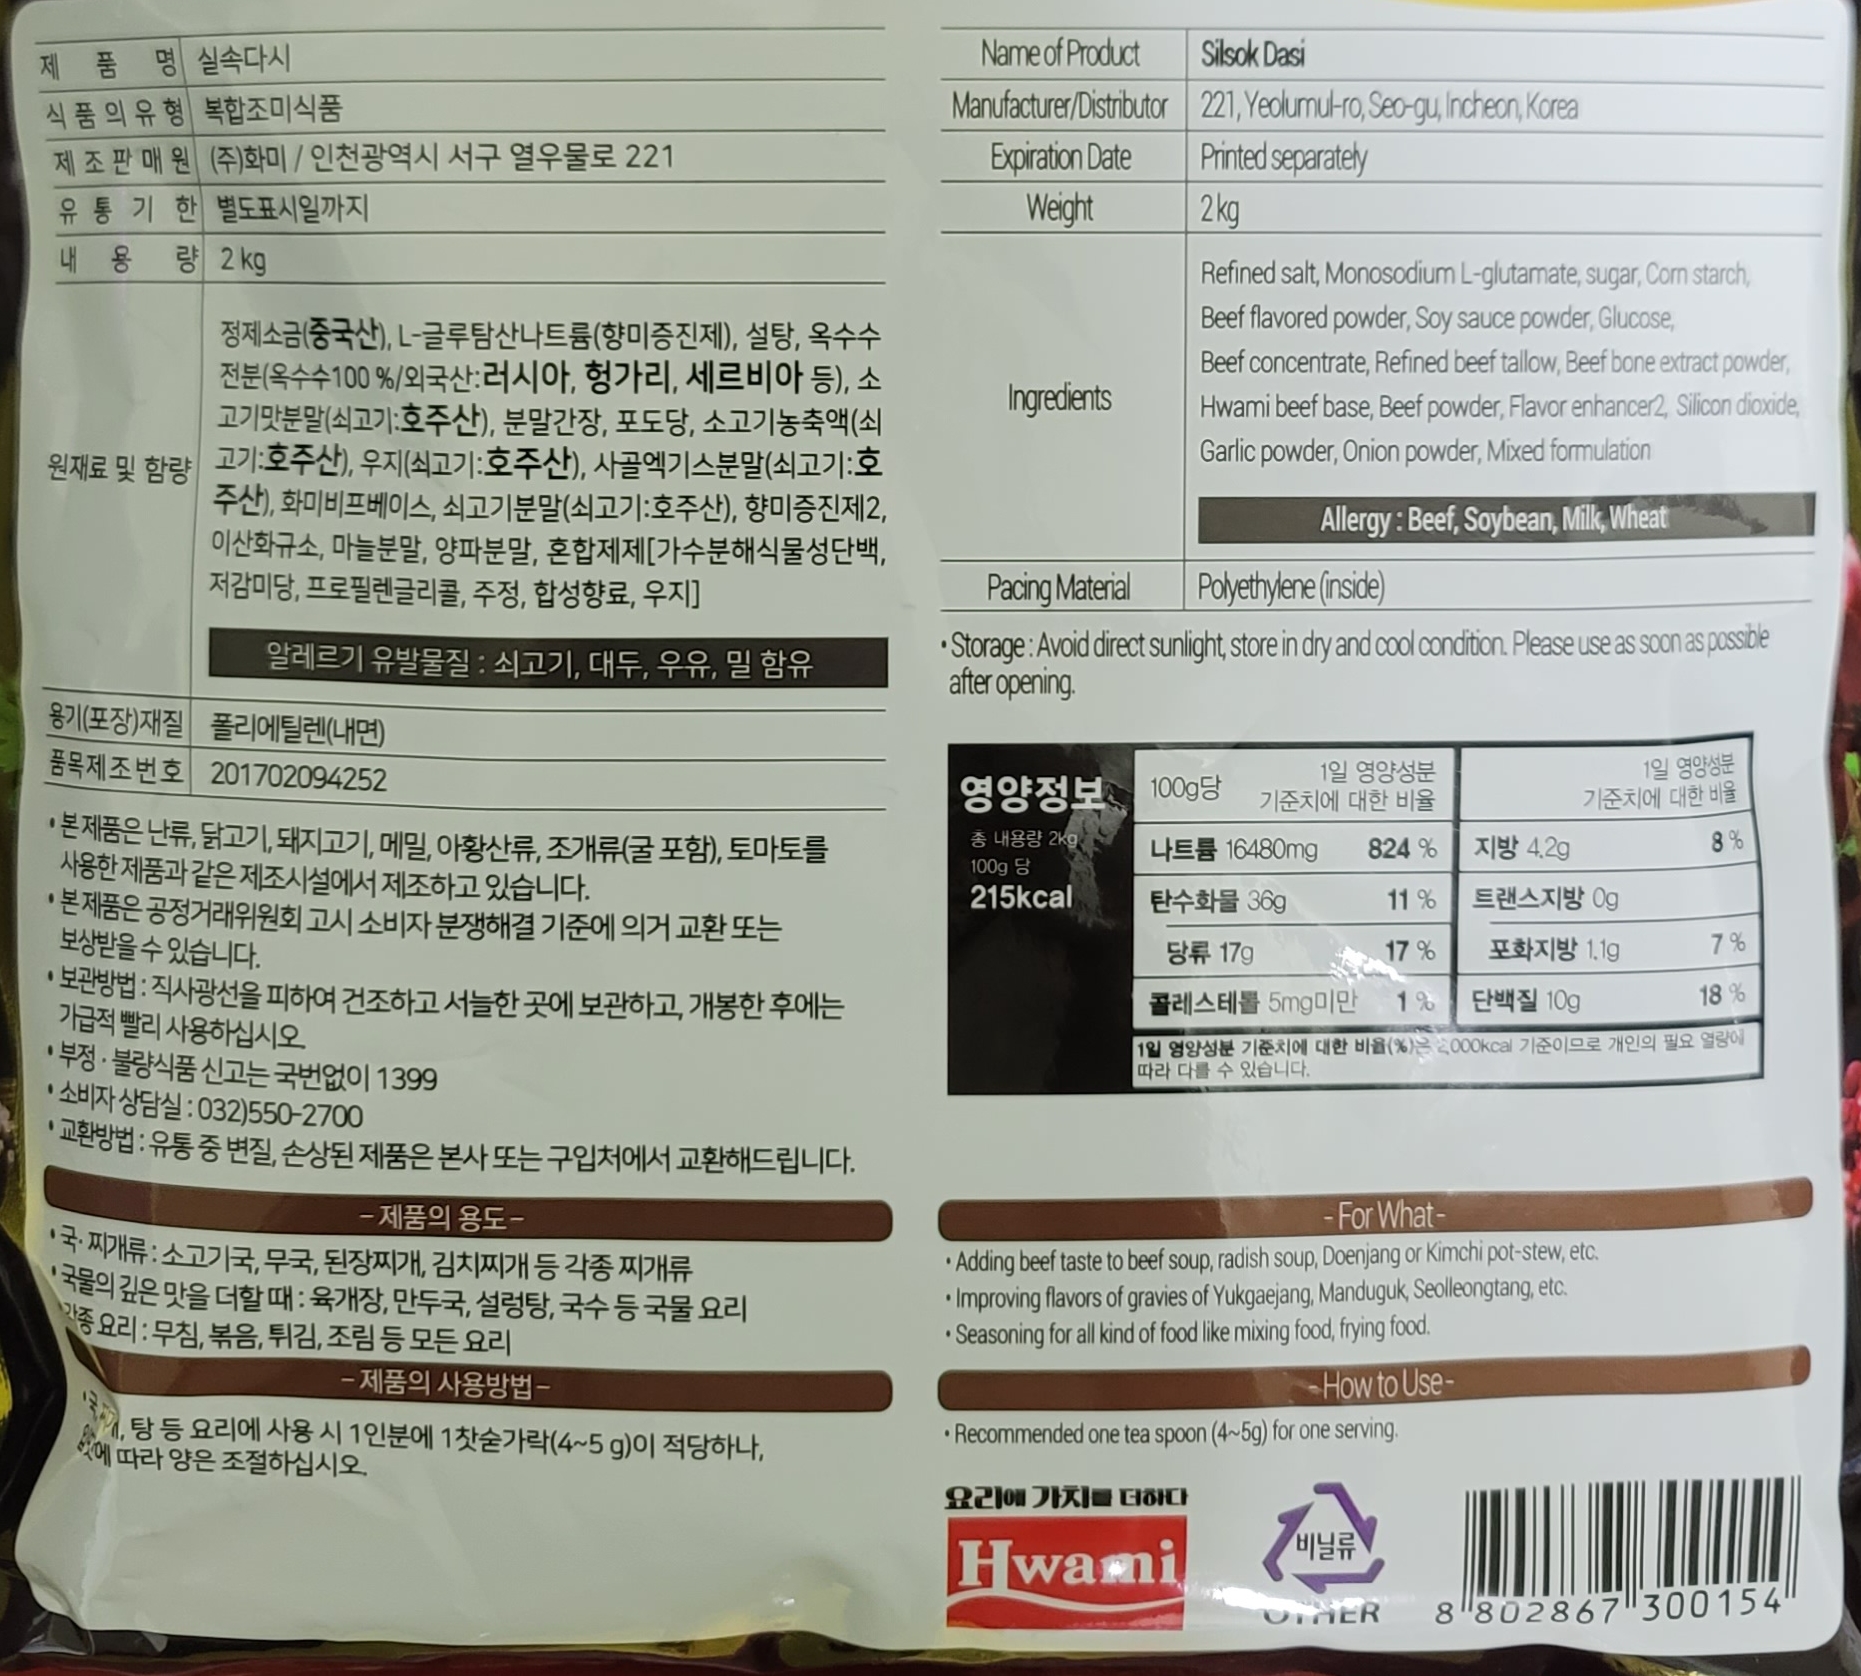 제 품 명 실속다시
식품의유형 복합조미식품
제조판매원 (주)화미 / 인천광역시 서구 열우물로 221
유통기한 별도표시일까지
내 용 량 2 kg
원재료 및 함량
정제소금(중국산), L-글루탐산나트륨(향미증진제), 설탕, 옥수수
전분(옥수수100 %/외국산:러시아, 헝가리, 세르비아 등), 소
고기맛분말(쇠고기:호주산), 분말간장, 포도당, 소고기농축액(쇠
고기:호주산), 우지(쇠고기:호주산), 사골엑기스분말(쇠고기:호
주산), 화미비프베이스, 쇠고기분말(쇠고기:호주산), 향미증진제2,
이산화규소, 마늘분말, 양파분말, 혼합제제[가수분해식물성단백,
저감미당, 프로필렌글리콜, 주정, 합성향료, 우지]
알레르기 유발물질 : 쇠고기, 대두, 우유, 밀 함유
용기(포장)재질 폴리에틸렌(내면)
품목제조번호 201702094252
• 본 제품은 난류, 닭고기, 돼지고기, 메밀, 아황산류, 조개류(굴 포함), 토마토를
사용한 제품과 같은 제조시설에서 제조하고 있습니다.
• 본 제품은 공정거래위원회 고시 소비자 분쟁해결 기준에 의거 교환 또는
보상받을 수 있습니다.
• 보관방법 : 직사광선을 피하여 건조하고 서늘한 곳에 보관하고, 개봉한 후에는
가급적 빨리 사용하십시오.
• 부정 · 불량식품 신고는 국번없이 1399
• 소비자 상담실 : 032)550-2700
• 교환방법 : 유통 중 변질, 손상된 제품은 본사 또는 구입처에서 교환해드립니다.
- 제품의 용도 -
• 국· 찌개류 : 소고기국, 무국, 된장찌개, 김치찌개 등 각종 찌개류
• 국물의 깊은 맛을 더할 때 : 육개장, 만두국, 설렁탕, 국수 등 국물 요리
각종 요리 : 무침, 볶음, 튀김, 조림 등 모든 요리
- 제품의 사용방법 -
탕 등 요리에 사용 시 1인분에 1찻숟가락(4~5 g)이 적당하나,
따라 양은 조절하십시오.
Name of Product Silsok Dasi
Manufacturer/Distributor 221, Yeolumul-ro, Seo-gu, Incheon, Korea
Expiration Date Printed separately
Weight 2 kg
Ingredients
Refined salt, Monosodium L-glutamate, sugar, Corn starch,
Beef flavored powder, Soy sauce powder, Glucose,
Beef concentrate, Refined beef tallow, Beef bone extract powder,
Hwami beef base, Beef powder, Flavor enhancer2, Silicon dioxide,
Garlic powder, Onion powder, Mixed formulation
Allergy : Beef, Soybean, Milk, Wheat
Pacing Material Polyethylene (inside)
• Storage : Avoid direct sunlight, store in dry and cool condition. Please use as soon as possible
after opening.
영양정보
총 내용량 2kg
100g 당
215kcal
100g당 1일 영양성분 기준치에 대한 비율 1일 영양성분 기준치에 대한 비율
나트륨 16480mg 824 % 지방 4.2g 8 %
탄수화물 36g 11 % 트랜스지방 0g
당류 17g 17 % 포화지방 1.1g 7 %
콜레스테롤 5mg미만 1 % 단백질 10g 18 %
1일 영양성분 기준치에 대한 비율(%)은 2,000kcal 기준이므로 개인의 필요 열량에
따라 다를 수 있습니다.
- For What -
• Adding beef taste to beef soup, radish soup, Doenjang or Kimchi pot-stew, etc.
• Improving flavors of gravies of Yukgaejang, Manduguk, Seolleongtang, etc.
• Seasoning for all kind of food like mixing food, frying food.
- How to Use -
• Recommended one tea spoon (4~5g) for one serving.
요리에 가치를 더하다
Hwami
비닐류
OTHER
8 802867 300154